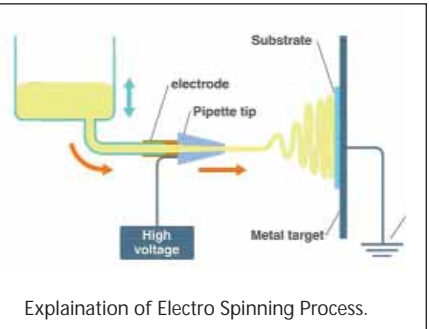 Substrate
electrode
Pipette tip
High
voltage
Metal target
Explaination of Electro Spinning Process.